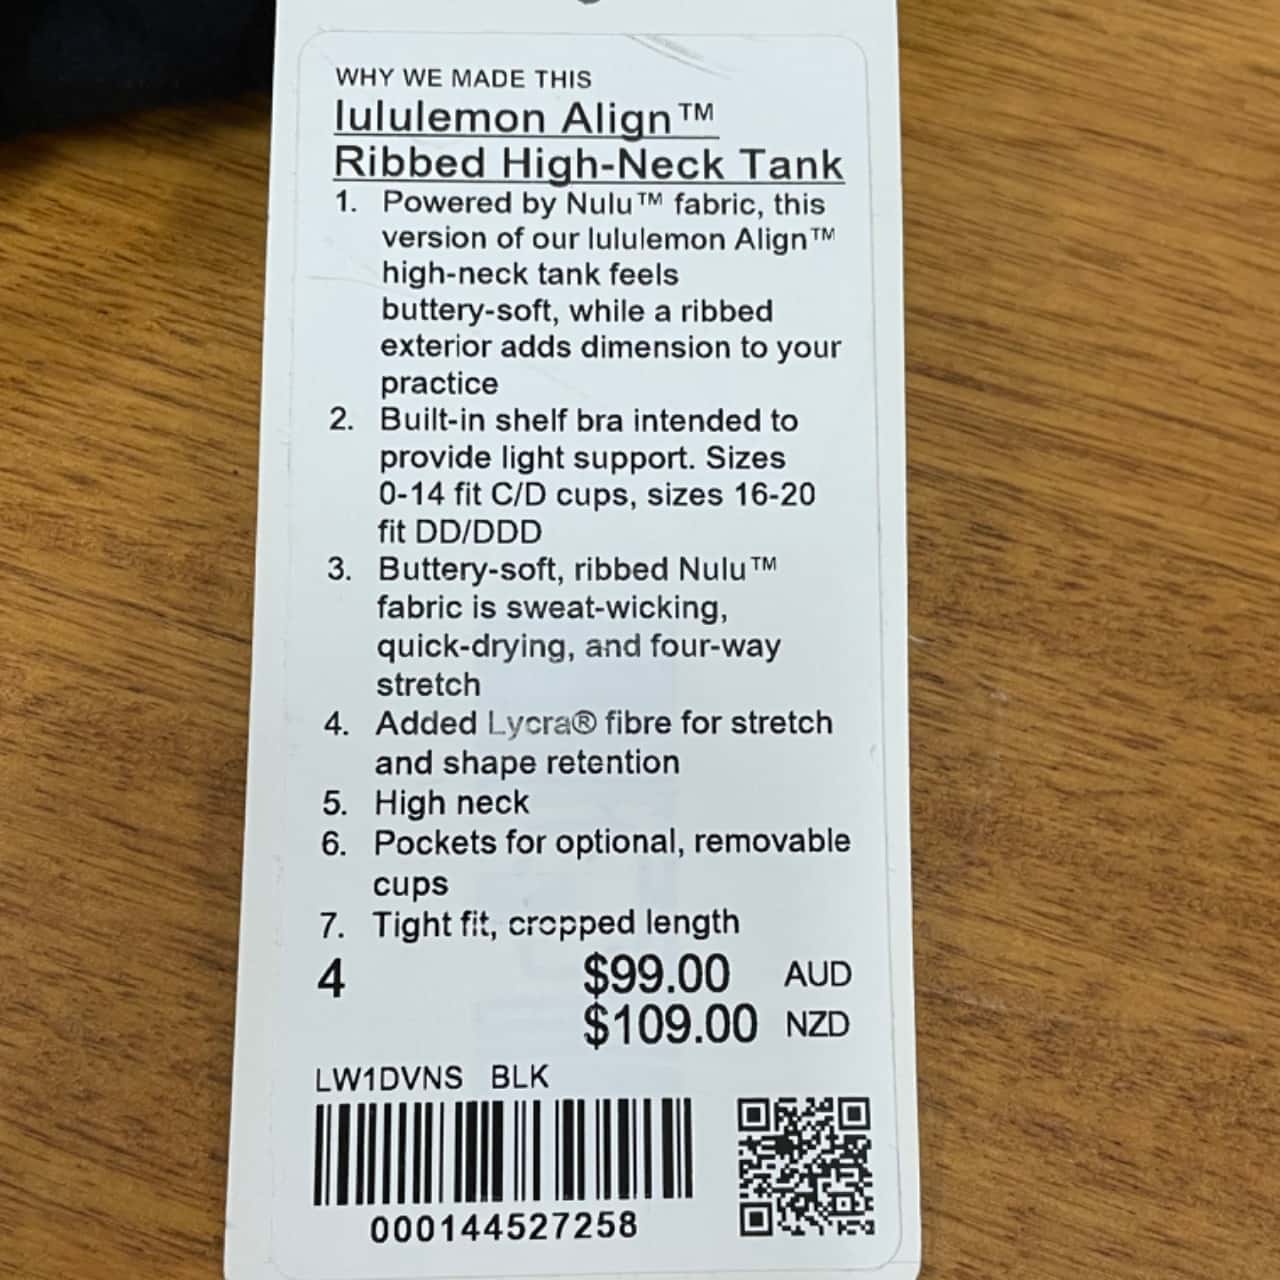 WHY WE MADE THIS
lululemon Align™
Ribbed High-Neck Tank
1. Powered by Nulu™ fabric, this
version of our lululemon Align™
high-neck tank feels
buttery-soft, while a ribbed
exterior adds dimension to your
practice
2. Built-in shelf bra intended to
provide light support. Sizes
0-14 fit C/D cups, sizes 16-20
fit DD/DDD
3. Buttery-soft, ribbed Nulu™
fabric is sweat-wicking,
quick-drying, and four-way
stretch
4. Added Lycra® fibre for stretch
and shape retention
5. High neck
6. Pockets for optional, removable
cups
7. Tight fit, cropped length
4 $99.00 AUD
$109.00 NZD
LW1DVNS BLK
000144527258